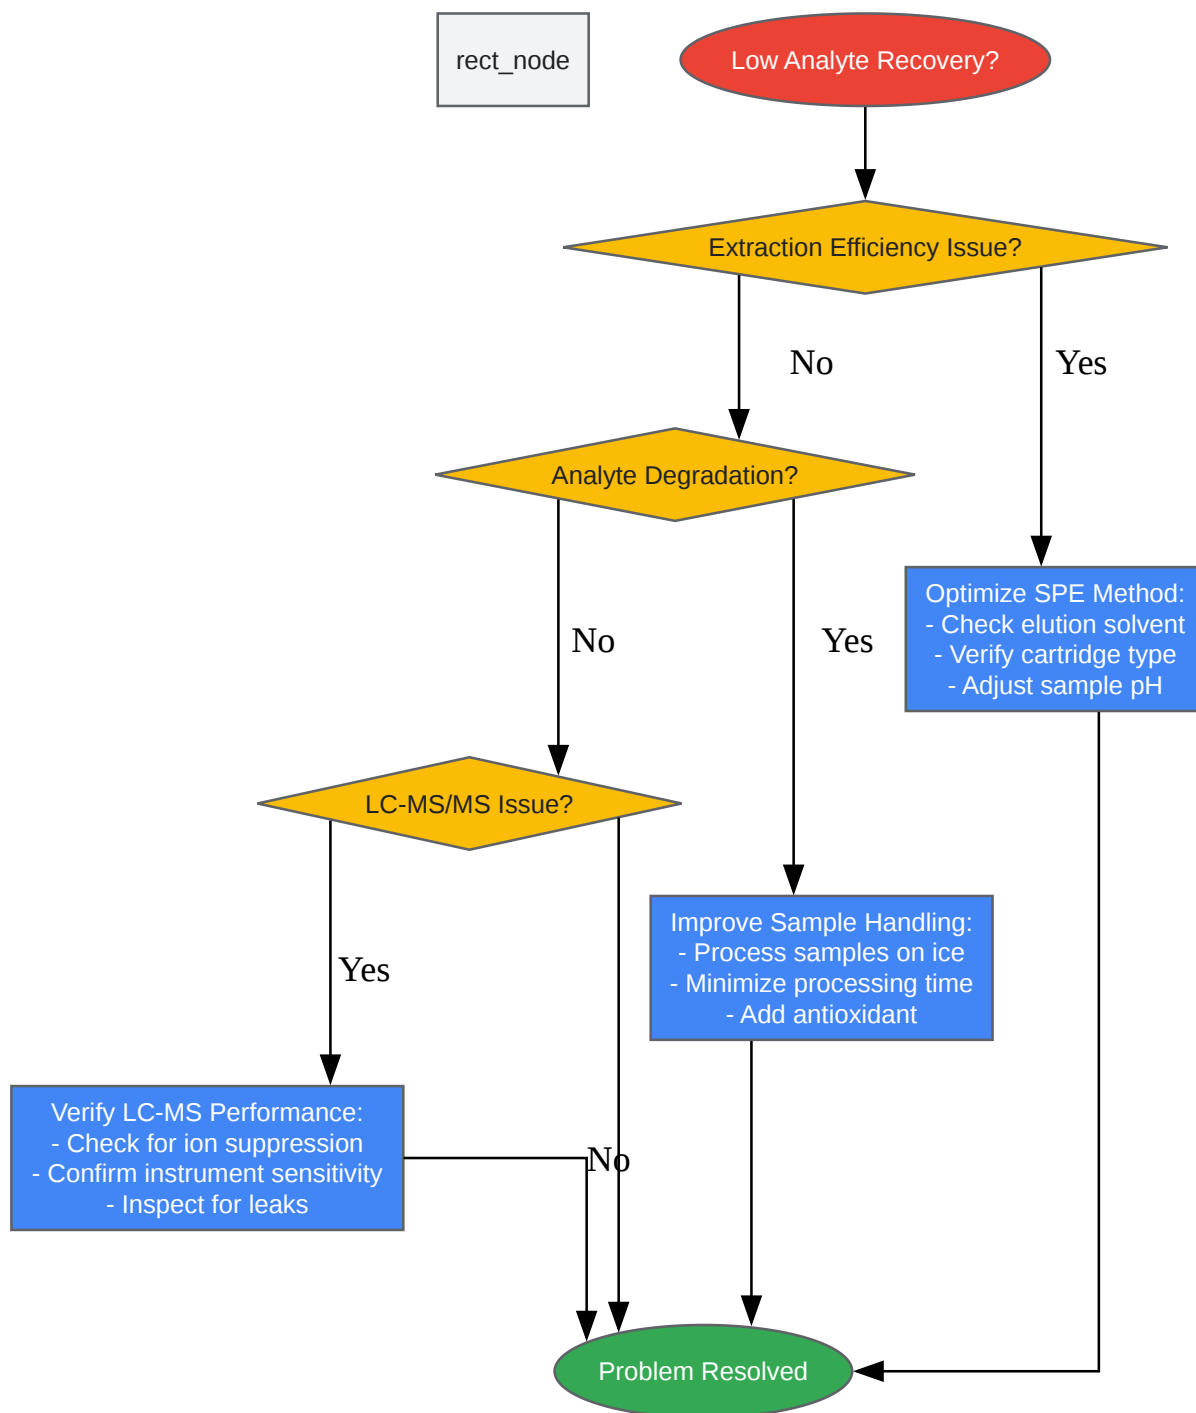 rect_node
Low Analyte Recovery?
Extraction Efficiency Issue?
No
Yes
Analyte Degradation?
No
Yes
Optimize SPE Method:
- Check elution solvent
- Verify cartridge type
- Adjust sample pH
LC-MS/MS Issue?
Yes
No
Improve Sample Handling:
- Process samples on ice
- Minimize processing time
- Add antioxidant
Verify LC-MS Performance:
- Check for ion suppression
- Confirm instrument sensitivity
- Inspect for leaks
Problem Resolved